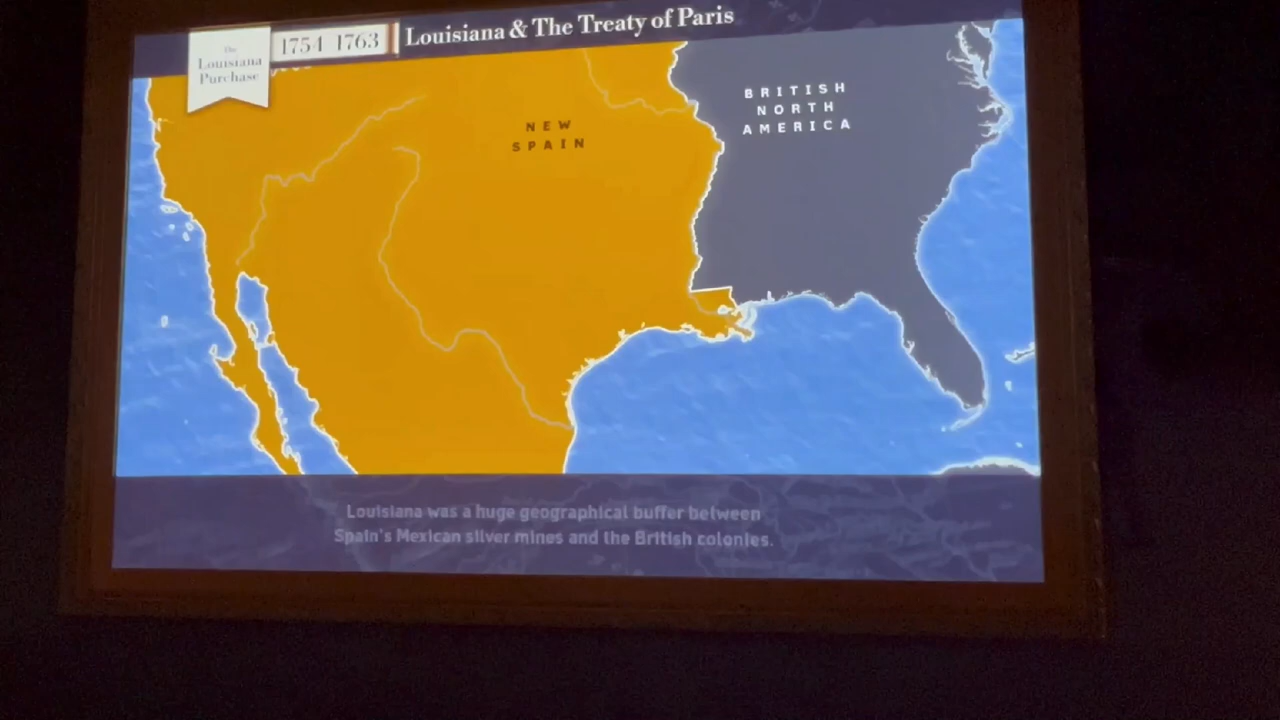 The
Louisiana
Purchase
1754 1763
Louisiana & The Treaty of Paris
BRITISH
NORTH
AMERICA
NEW
SPAIN
Louisiana was a huge geographical buffer between
Spain's Mexican silver mines and the British colonies.